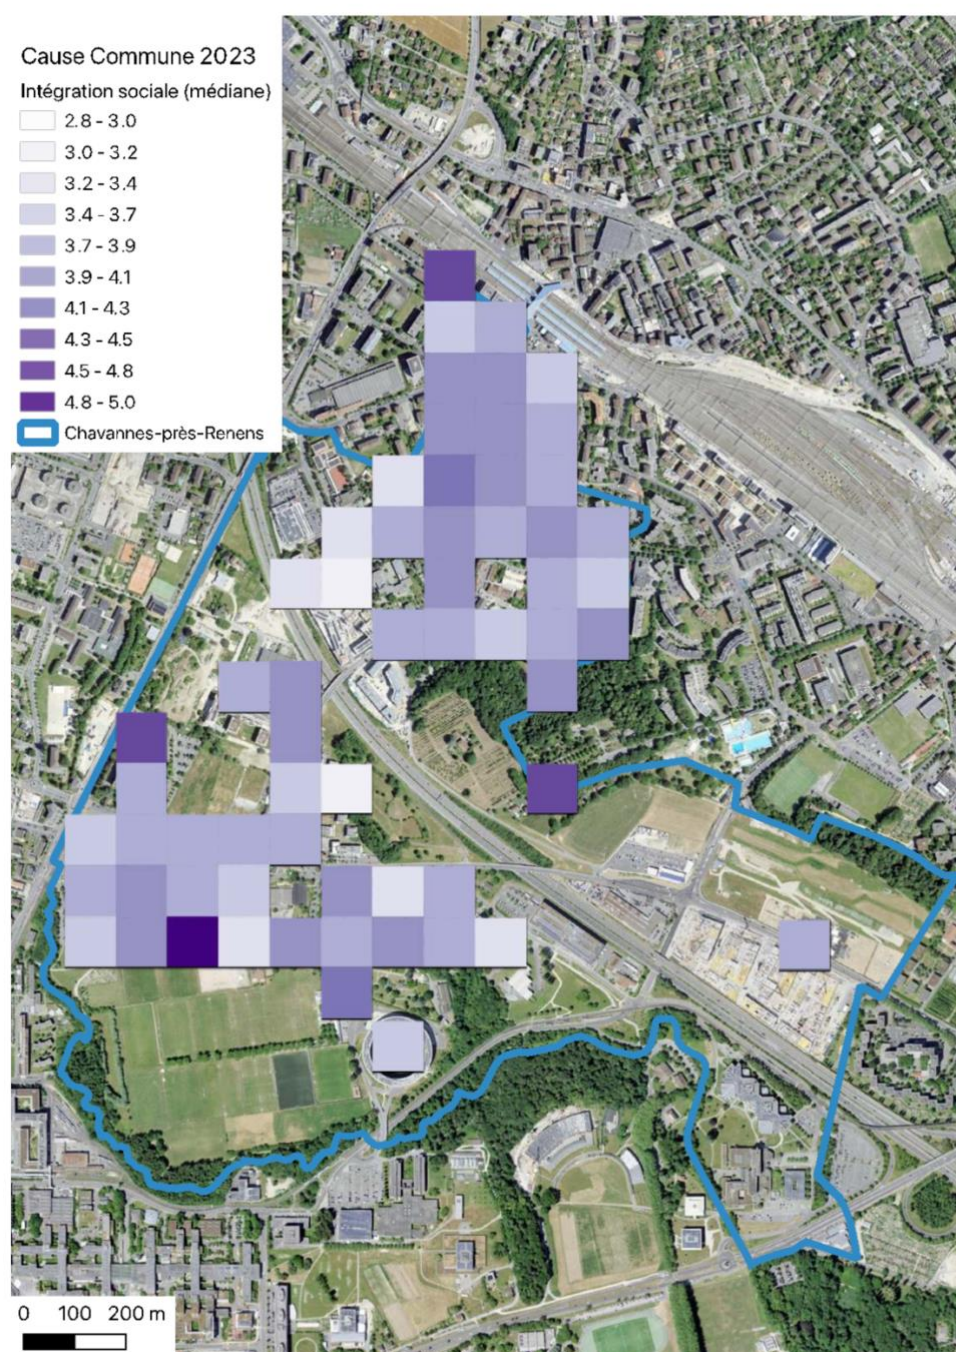 Cause Commune 2023
Intégration sociale (médiane)
2.8 - 3.0
3.0 - 3.2
3.2 - 3.4
3.4 - 3.7
3.7 - 3.9
3.9 - 4.1
4.1 - 4.3
4.3 - 4.5
4.5 - 4.8
4.8 - 5.0
Chavannes-près-Renens
0 100 200 m